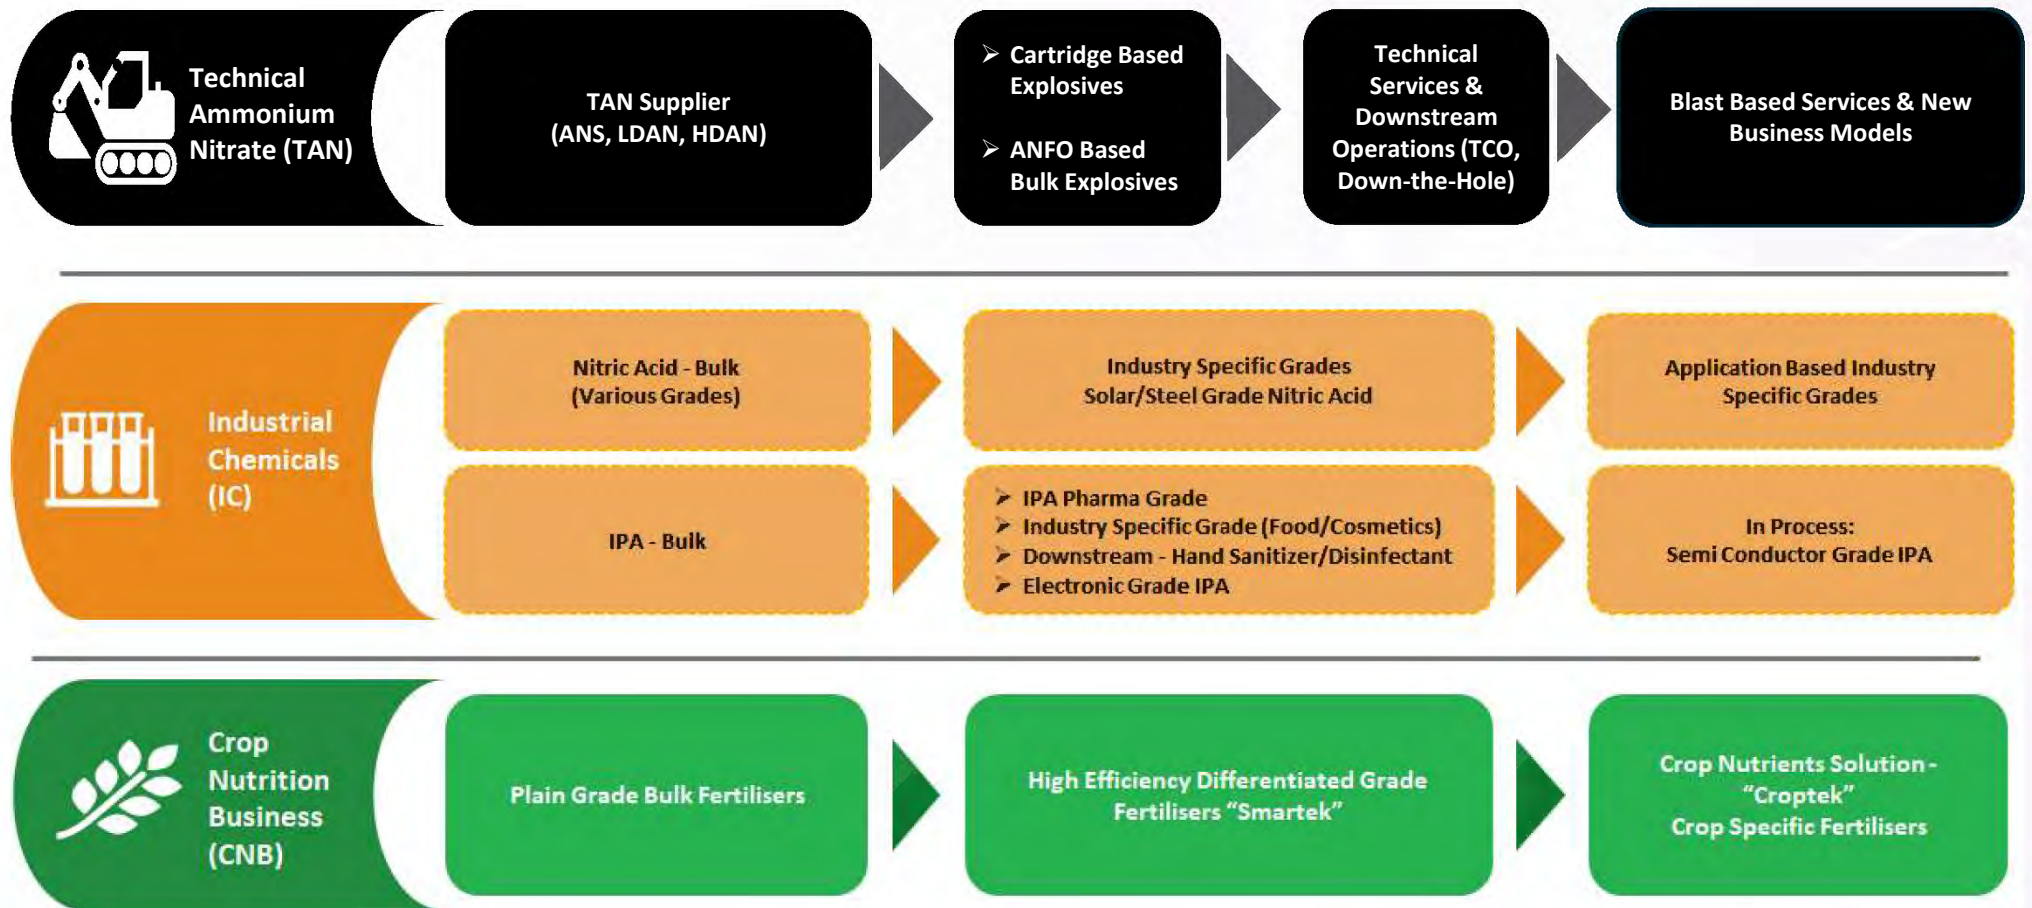 Technical
Ammonium
Nitrate (TAN)
TAN Supplier
(ANS, LDAN, HDAN)
➢ Cartridge Based
Explosives
➢ ANFO Based
Bulk Explosives
Technical
Services &
Downstream
Operations (TCO,
Down-the-Hole)
Blast Based Services & New
Business Models
Industrial
Chemicals
(IC)
Nitric Acid - Bulk
(Various Grades)
Industry Specific Grades
Solar/Steel Grade Nitric Acid
Application Based Industry
Specific Grades
IPA - Bulk
➢ IPA Pharma Grade
➢ Industry Specific Grade (Food/Cosmetics)
➢ Downstream - Hand Sanitizer/Disinfectant
➢ Electronic Grade IPA
In Process:
Semi Conductor Grade IPA
Crop
Nutrition
Business
(CNB)
Plain Grade Bulk Fertilisers
High Efficiency Differentiated Grade
Fertilisers “Smartek”
Crop Nutrients Solution -
“Croptek”
Crop Specific Fertilisers